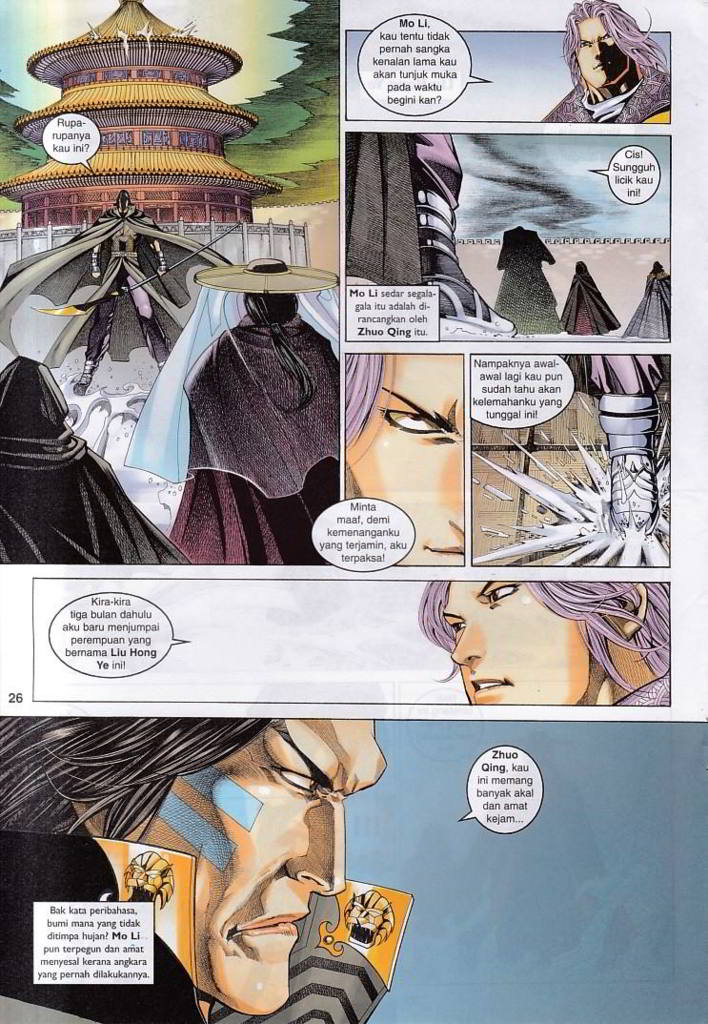 Rupa-
rupanya
kau ini?
Mo Li,
kau tentu tidak
pernah sangka
kenalan lama kau
akan tunjuk muka
pada waktu
begini kan?
Cis!
Sungguh
licik kau
ini!
Mo Li sedar segala-
gala itu adalah di-
rancangkan oleh
Zhuo Qing itu.
Minta
maaf, demi
kemenanganku
yang terjamin, aku
terpaksa!
Nampaknya awal-
awal lagi kau pun
sudah tahu akan
kelemahanku yang
tunggal ini!
Kira-kira
tiga bulan dahulu
aku baru menjumpai
perempuan yang
bernama Liu Hong
Ye ini!
26
Zhuo
Qing, kau
ini memang
banyak akal
dan amat
kejam...
Bak kata peribahasa,
bumi mana yang tidak
ditimpa hujan? Mo Li
pun terpegun dan amat
menyesal kerana angkara
yang pernah dilakukannya.